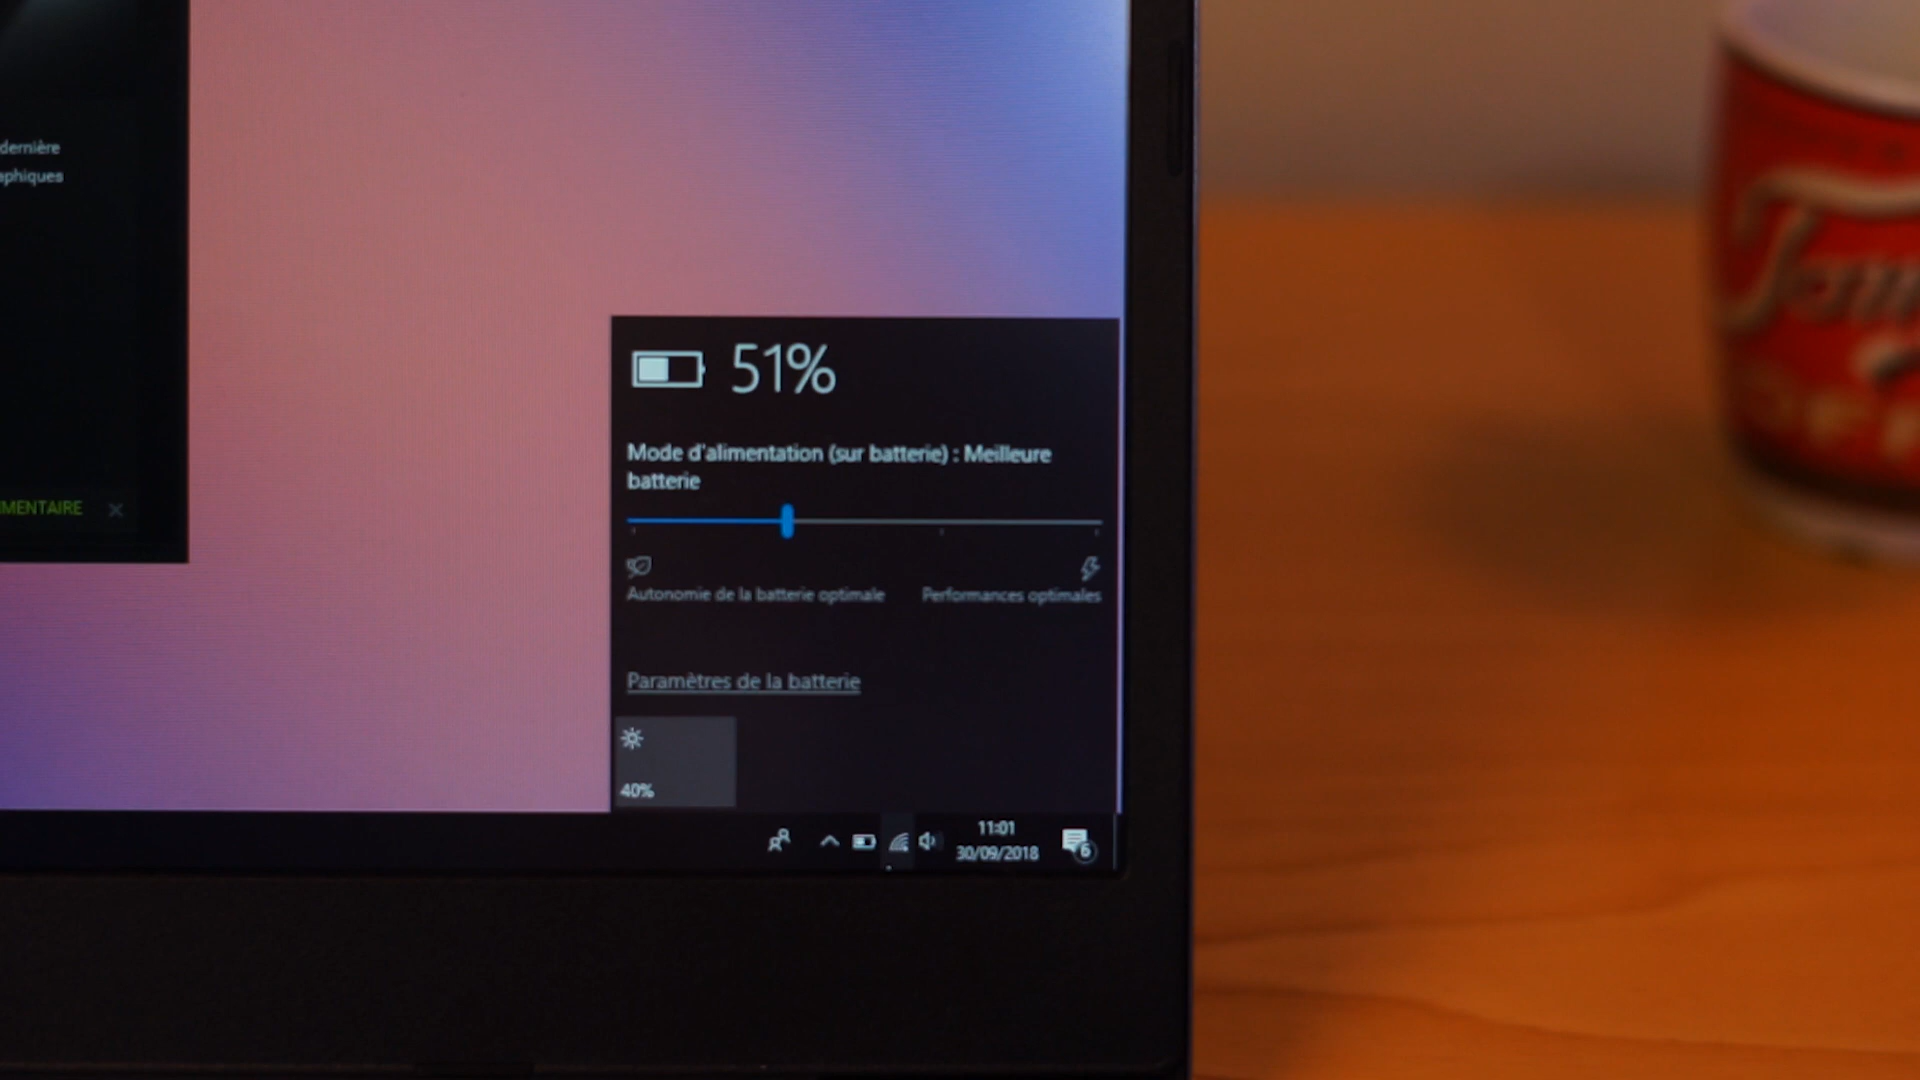 dernière
aphiques
MENTAIRE
51%
Mode d'alimentation (sur batterie) : Meilleure
batterie
Autonomie de la batterie optimale
Performances optimales
Paramètres de la batterie
40%
11:01
30/09/2018
6